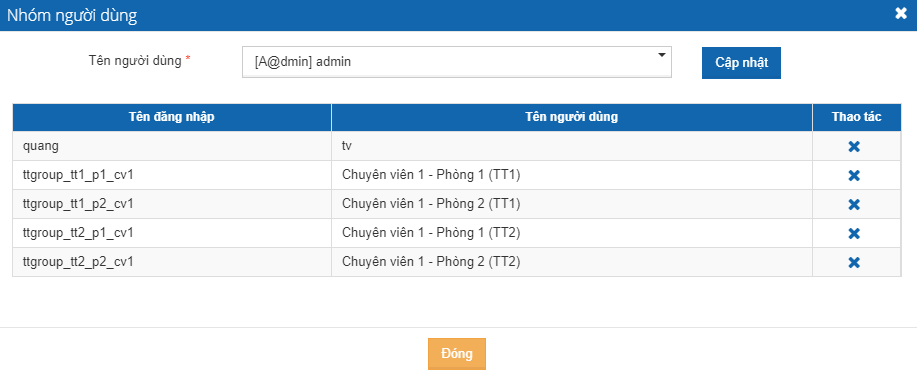 Nhóm người dùng
Tên người dùng * [A@dmin] admin Cập nhật
Tên đăng nhập Tên người dùng Thao tác
quang tv
ttgroup_tt1_p1_cv1 Chuyên viên 1 - Phòng 1 (TT1)
ttgroup_tt1_p2_cv1 Chuyên viên 1 - Phòng 2 (TT1)
ttgroup_tt2_p1_cv1 Chuyên viên 1 - Phòng 1 (TT2)
ttgroup_tt2_p2_cv1 Chuyên viên 1 - Phòng 2 (TT2)
Đóng